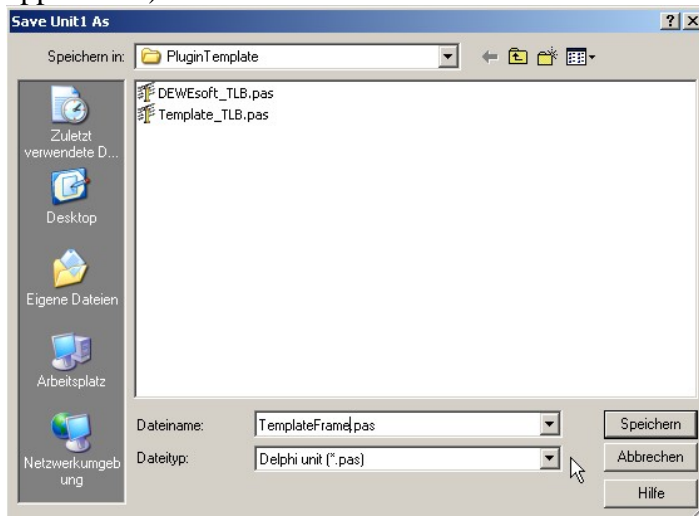 Save Unit1 As
Speichern in:
PluginTemplate
DEWEsoft_TLB.pas
Template_TLB.pas
Zuletzt
verwendete D...
Desktop
Eigene Dateien
Arbeitsplatz
Netzwerkumgeb
ung
Dateiname:
TemplateFrame.pas
Speichern
Dateityp:
Delphi unit (*.pas)
Abbrechen
Hilfe